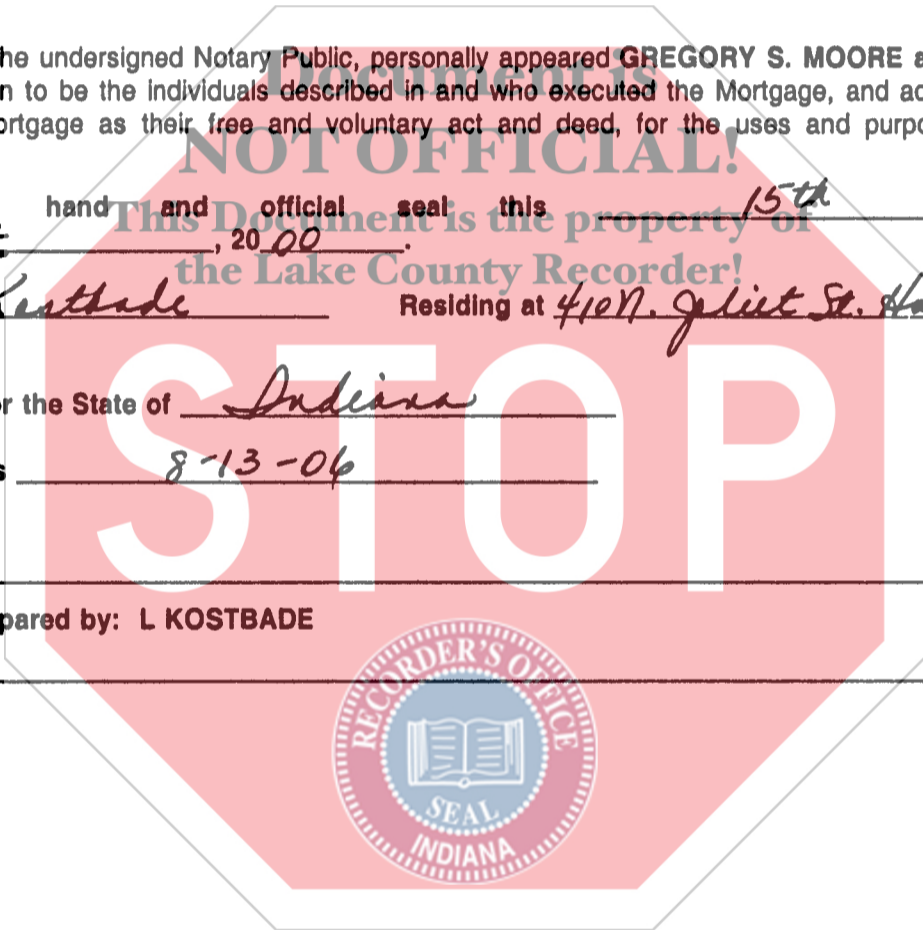 he undersigned Notary Public, personally appeared GREGORY S. MOORE a
n to be the individuals described in and who executed the Mortgage, and ac
ortgage as their free and voluntary act and deed, for the uses and purpo
Document is
NOT OFFICIAL!
This Document is the property of
the Lake County Recorder!
hand and official seal this 15th
, 20 00 .
Kostbade Residing at 410 N. Joliet St. Ho
r the State of Indiana
s 8-13-06
STOP
pared by: L KOSTBADE
RECORDER'S OFFICE
SEAL
INDIANA